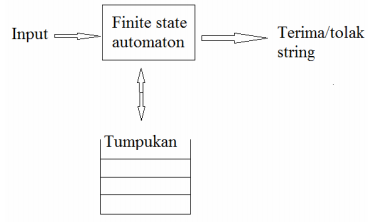 Input
Finite state
automaton
Terima/tolak
string
Tumpukan